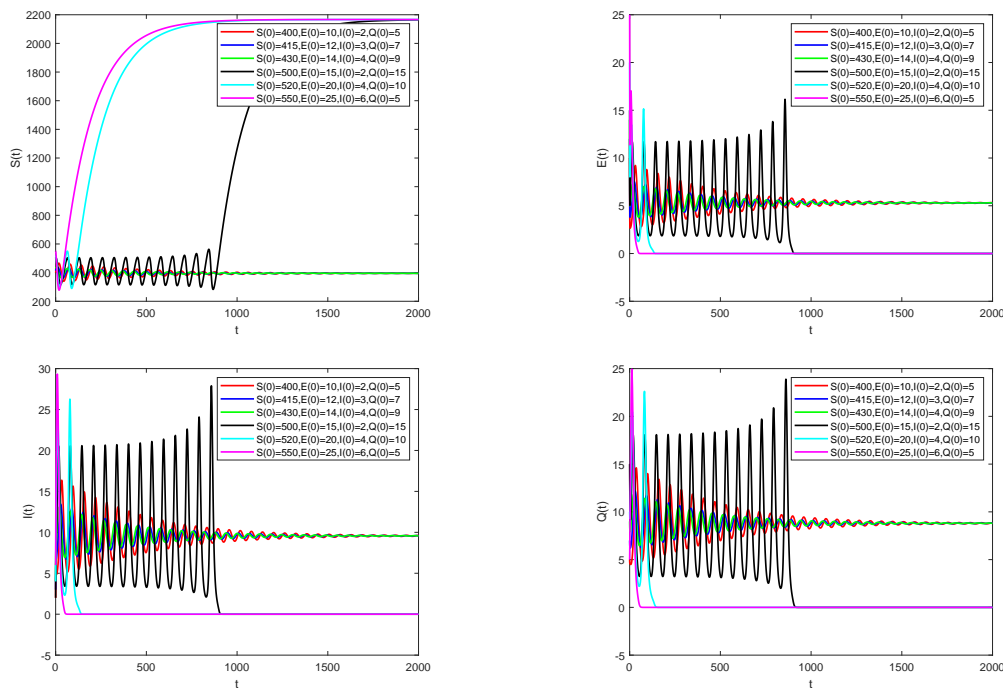 2200
2000
1800
1600
1400
1200
1000
800
600
400
200
S(t)
0
500
1000
1500
2000
t
S(0)=400,E(0)=10,I(0)=2,Q(0)=5
S(0)=415,E(0)=12,I(0)=3,Q(0)=7
S(0)=430,E(0)=14,I(0)=4,Q(0)=9
S(0)=500,E(0)=15,I(0)=2,Q(0)=15
S(0)=520,E(0)=20,I(0)=4,Q(0)=10
S(0)=550,E(0)=25,I(0)=6,Q(0)=5
25
20
15
10
5
0
-5
E(t)
0
500
1000
1500
2000
t
S(0)=400,E(0)=10,I(0)=2,Q(0)=5
S(0)=415,E(0)=12,I(0)=3,Q(0)=7
S(0)=430,E(0)=14,I(0)=4,Q(0)=9
S(0)=500,E(0)=15,I(0)=2,Q(0)=15
S(0)=520,E(0)=20,I(0)=4,Q(0)=10
S(0)=550,E(0)=25,I(0)=6,Q(0)=5
30
25
20
15
10
5
0
-5
I(t)
0
500
1000
1500
2000
t
S(0)=400,E(0)=10,I(0)=2,Q(0)=5
S(0)=415,E(0)=12,I(0)=3,Q(0)=7
S(0)=430,E(0)=14,I(0)=4,Q(0)=9
S(0)=500,E(0)=15,I(0)=2,Q(0)=15
S(0)=520,E(0)=20,I(0)=4,Q(0)=10
S(0)=550,E(0)=25,I(0)=6,Q(0)=5
25
20
15
10
5
0
-5
Q(t)
0
500
1000
1500
2000
t
S(0)=400,E(0)=10,I(0)=2,Q(0)=5
S(0)=415,E(0)=12,I(0)=3,Q(0)=7
S(0)=430,E(0)=14,I(0)=4,Q(0)=9
S(0)=500,E(0)=15,I(0)=2,Q(0)=15
S(0)=520,E(0)=20,I(0)=4,Q(0)=10
S(0)=550,E(0)=25,I(0)=6,Q(0)=5